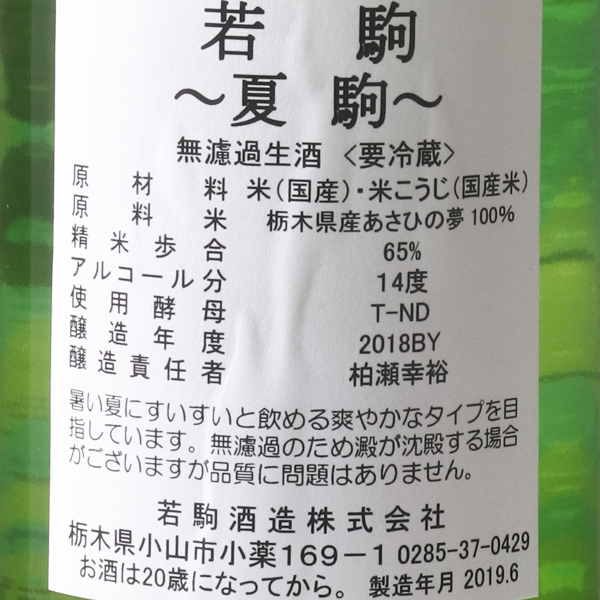 若駒
～夏駒～
無濾過生酒 〈要冷蔵〉
原材料 米(国産)・米こうじ(国産米)
原料米 栃木県産あさひの夢100%
精米歩合 65%
アルコール分 14度
使用酵母 T-ND
醸造年度 2018BY
醸造責任者 柏瀬幸裕
暑い夏にすいすいと飲める爽やかなタイプを目
指しています。無濾過のため澱が沈殿する場合
がございますが品質に問題はありません。
若駒酒造株式会社
栃木県小山市小薬169－1 0285-37-0429
お酒は20歳になってから。 製造年月 2019.6